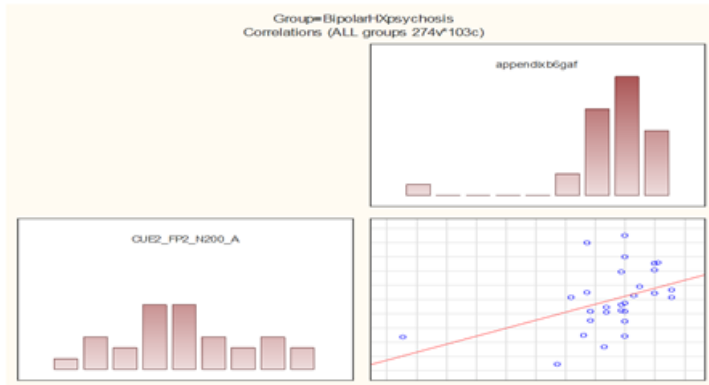 Group=BipolarHXpsychosis
Correlations (ALL groups 274v*103c)
appendixb6gaf
CUE2_FP2_N200_A